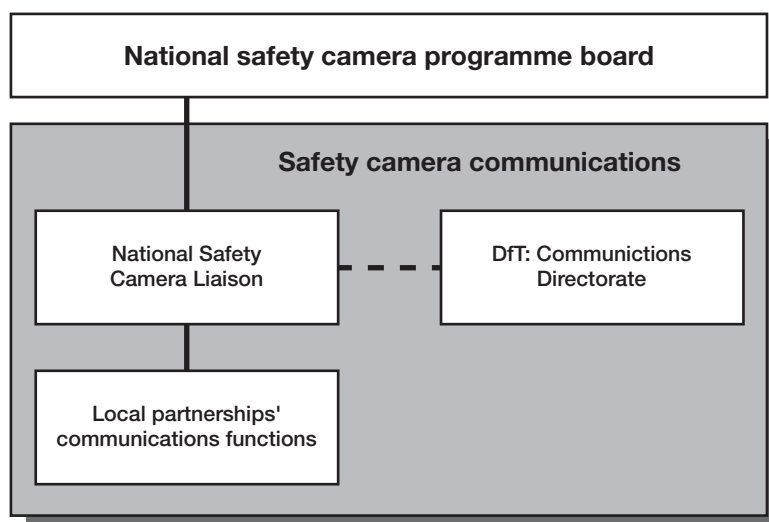 National safety camera programme board
Safety camera communications
National Safety
Camera Liaison
DfT: Communictions
Directorate
Local partnerships'
communications functions